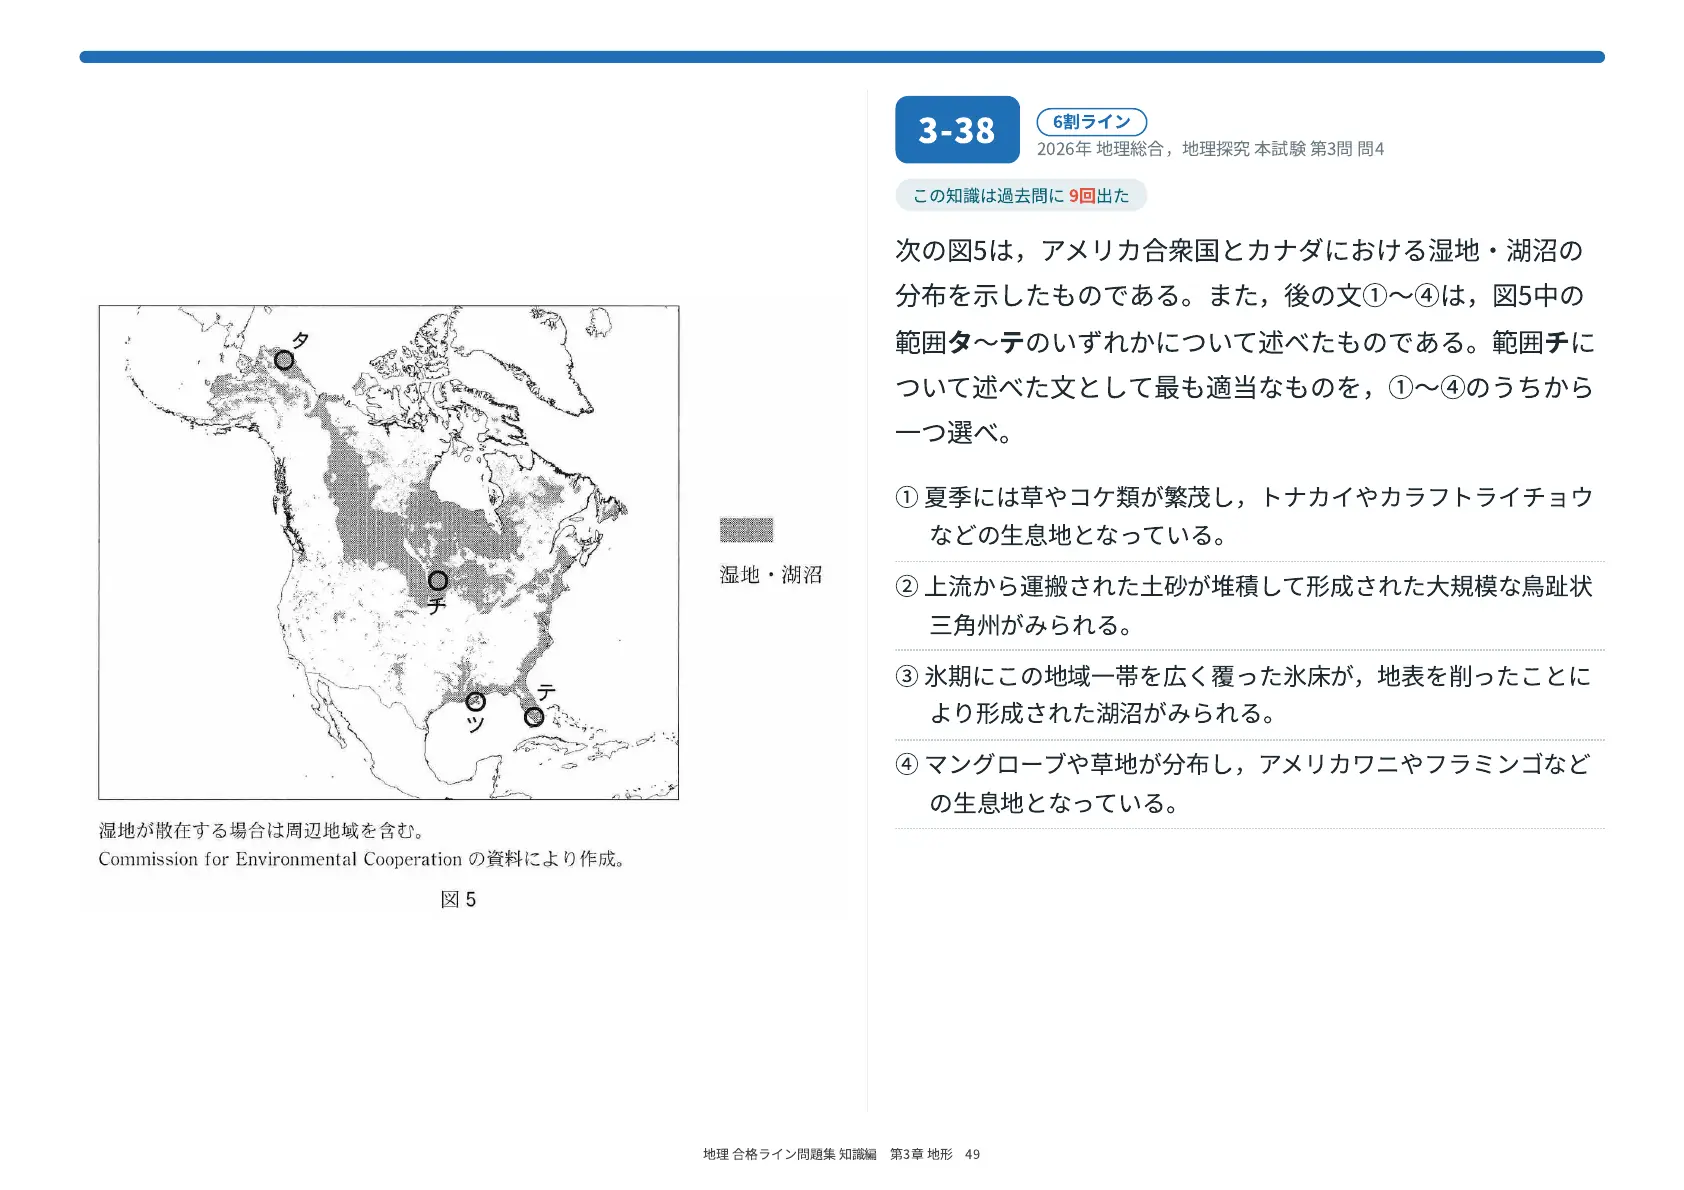 タ
チ
ツ
テ
湿地・湖沼
湿地が散在する場合は周辺地域を含む。
Commission for Environmental Cooperation の資料により作成。
図 5
3-38
6割ライン
2026年 地理総合，地理探究 本試験 第3問 問4
この知識は過去問に 9回出た
次の図5は，アメリカ合衆国とカナダにおける湿地・湖沼の
分布を示したものである。また，後の文①～④は，図5中の
範囲タ～テのいずれかについて述べたものである。範囲チに
ついて述べた文として最も適当なものを，①～④のうちから
一つ選べ。
① 夏季には草やコケ類が繁茂し，トナカイやカラフトライチョウ
などの生息地となっている。
② 上流から運搬された土砂が堆積して形成された大規模な鳥趾状
三角州がみられる。
③ 氷期にこの地域一帯を広く覆った氷床が，地表を削ったことに
より形成された湖沼がみられる。
④ マングローブや草地が分布し，アメリカワニやフラミンゴなど
の生息地となっている。
地理 合格ライン問題集 知識編　第3章 地形　49